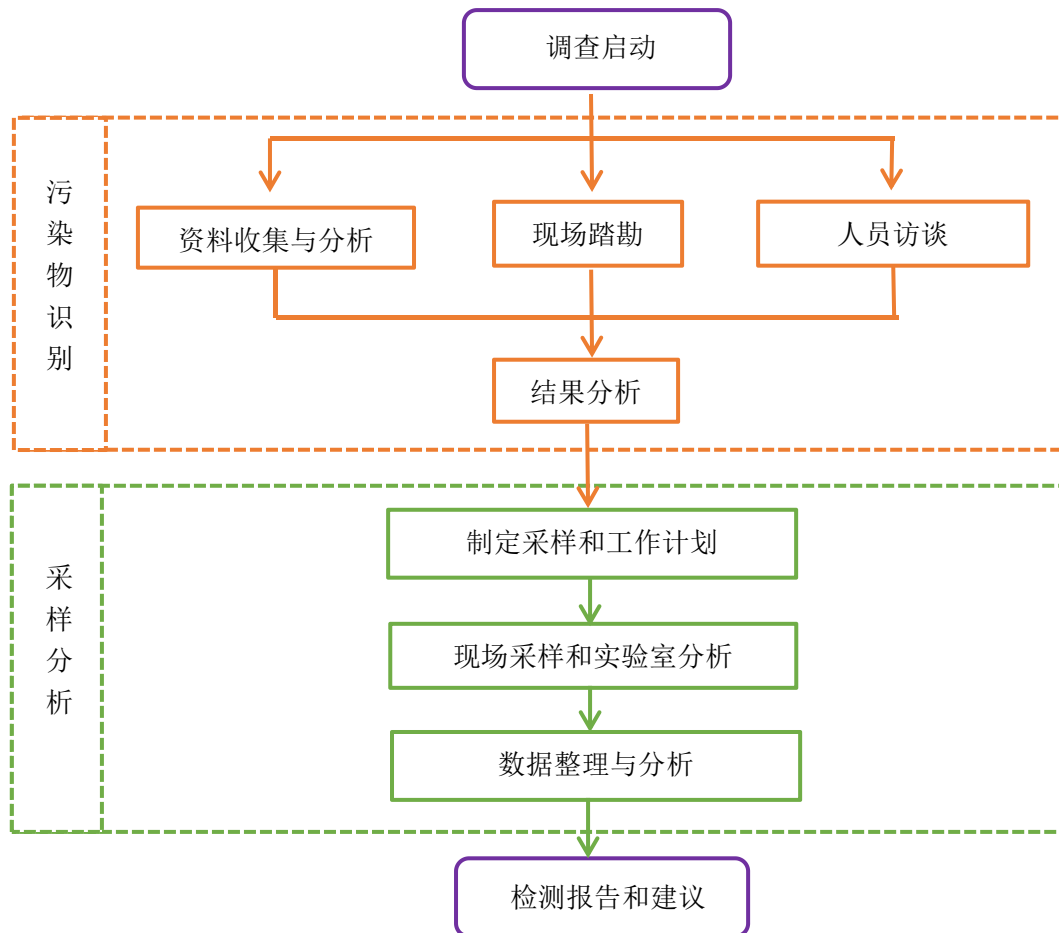 调查启动
污染物识别
资料收集与分析
现场踏勘
人员访谈
结果分析
采样分析
制定采样和工作计划
现场采样和实验室分析
数据整理与分析
检测报告和建议